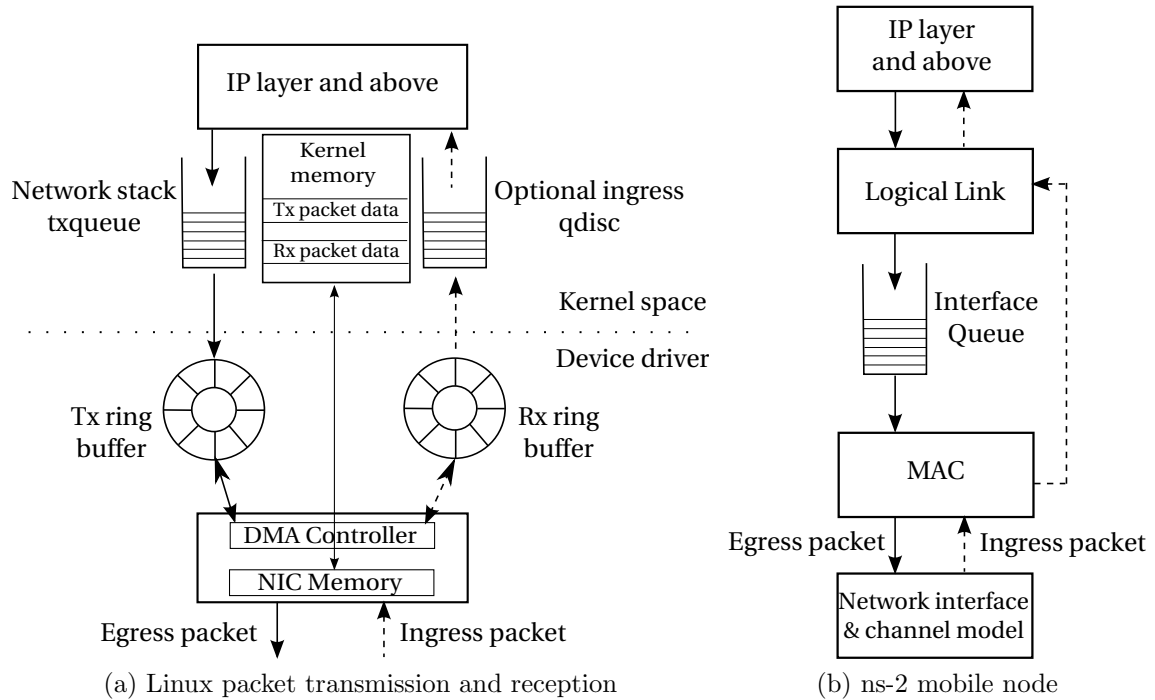 IP layer and above
Kernel
memory
Tx packet data
Rx packet data
Network stack
txqueue
Optional ingress
qdisc
Kernel space
Device driver
Tx ring
buffer
Rx ring
buffer
DMA Controller
NIC Memory
Egress packet
Ingress packet
(a) Linux packet transmission and reception
IP layer
and above
Logical Link
Interface
Queue
MAC
Egress packet
Ingress packet
Network interface
& channel model
(b) ns-2 mobile node